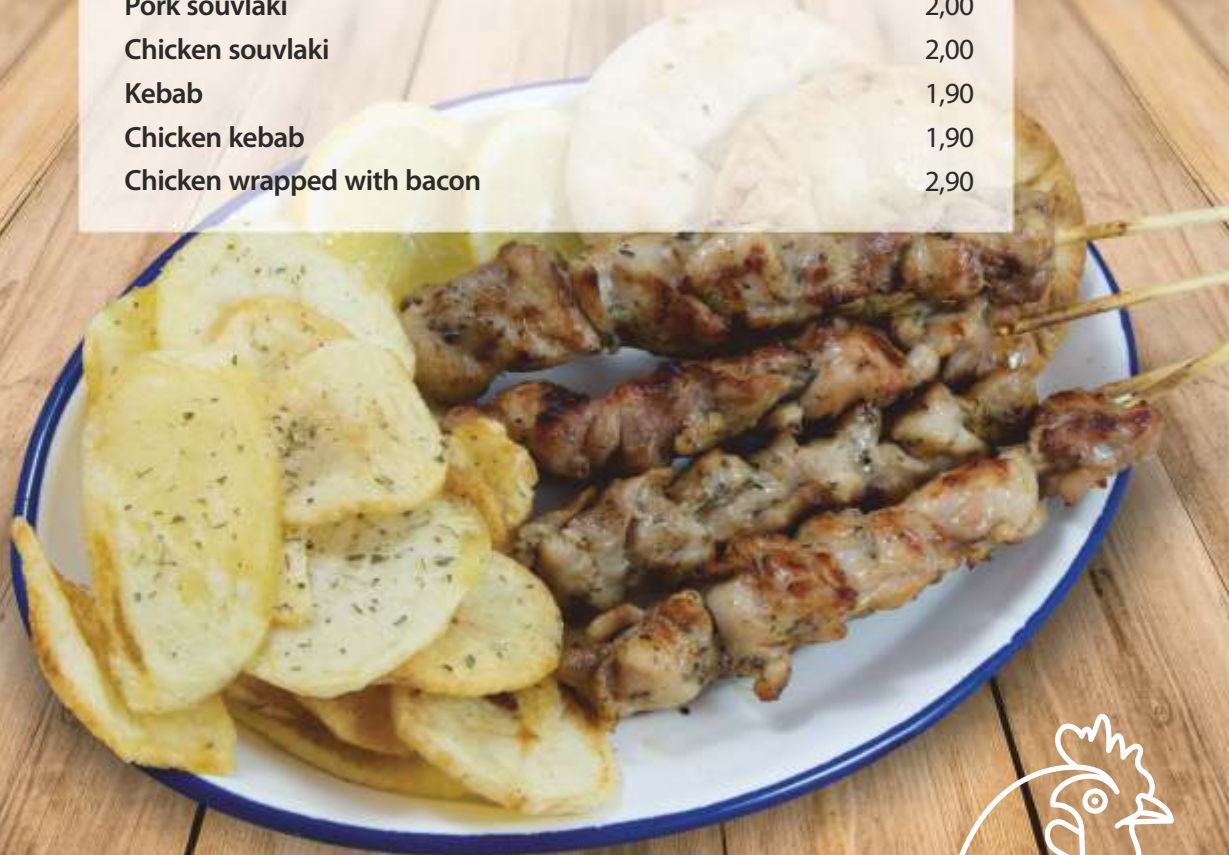 Pork souvlaki 2,00
Chicken souvlaki 2,00
Kebab 1,90
Chicken kebab 1,90
Chicken wrapped with bacon 2,90